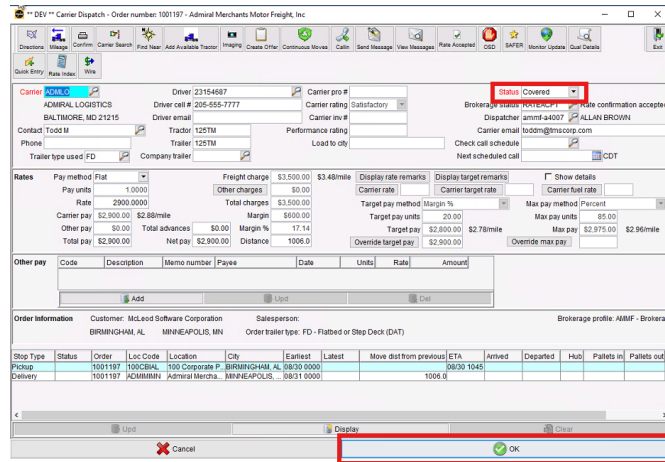 ** DEV ** Carrier Dispatch - Order number: 1001197 - Admiral Merchants Motor Freight, Inc
Directions Mileage Confirm Carrier Search Find Near Add Available Tractor Imaging Create Offer Continuous Moves Callin Send Message View Messages Rate Accepted OSD SAFER Monitor Update Qual Details Exit
Quick Entry Rate Index Wire
Carrier ADMLO Driver 23154687 Carrier pro # Status Covered
ADMIRAL LOGISTICS Driver cell # 205-555-7777 Carrier rating Satisfactory Brokerage status RATEACPT Rate confirmation accepted
BALTIMORE, MD 21215 Driver email Carrier inv # Dispatcher ammf-a4007 ALLAN BROWN
Contact Todd M Tractor 125TM Performance rating Carrier email toddm@tmscorp.com
Phone Trailer 125TM Load to city Check call schedule
Trailer type used FD Company trailer Next scheduled call CDT
Rates Pay method Flat Freight charge $3,500.00 $3.48/mile Display rate remarks Display target remarks Show details
Pay units 1.0000 Other charges $0.00 Carrier rate Carrier target rate Carrier fuel rate
Rate 2900.0000 Total charges $3,500.00 Target pay method Margin % Max pay method Percent
Carrier pay $2,900.00 $2.88/mile Margin $600.00 Target pay units 20.00 Max pay units 85.00
Other pay $0.00 Total advances $0.00 Margin % 17.14 Target pay $2,800.00 $2.78/mile Max pay $2,975.00 $2.96/mile
Total pay $2,900.00 Net pay $2,900.00 Distance 1006.0 Override target pay $2,900.00 Override max pay
Other pay Code Description Memo number Payee Date Units Rate Amount
Add Upd Del
Order Information Customer: McLeod Software Corporation Salesperson: Brokerage profile: AMMF - Brokera
BIRMINGHAM, AL MINNEAPOLIS, MN Order trailer type: FD - Flatbed or Step Deck (DAT)
Stop Type Status Order Loc Code Location City Earliest Latest Move dist from previous ETA Arrived Departed Hub Pallets in Pallets out
Pickup 1001197 100CBIAL 100 Corporate P... BIRMINGHAM, AL 08/30 0000 08/30 1045
Delivery 1001197 ADMIMIMN Admiral Mercha... MINNEAPOLIS, ... 08/31 0000 1006.0
Upd Display Clear
Cancel OK